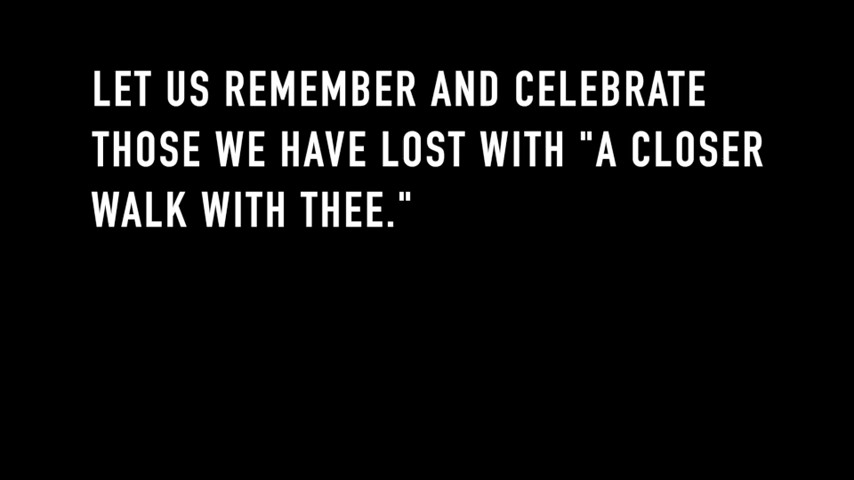 LET US REMEMBER AND CELEBRATE
THOSE WE HAVE LOST WITH "A CLOSER
WALK WITH THEE."